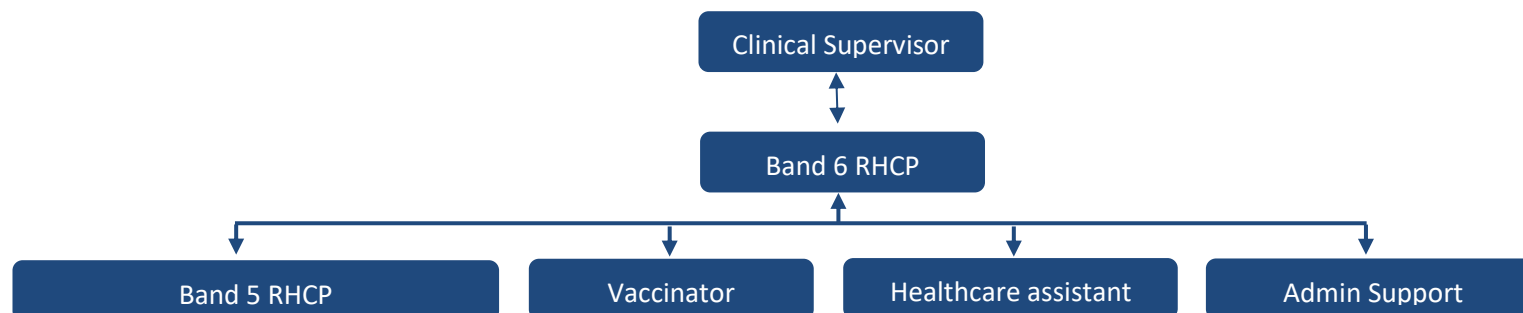 Clinical Supervisor
Band 6 RHCP
Band 5 RHCP
Vaccinator
Healthcare assistant
Admin Support